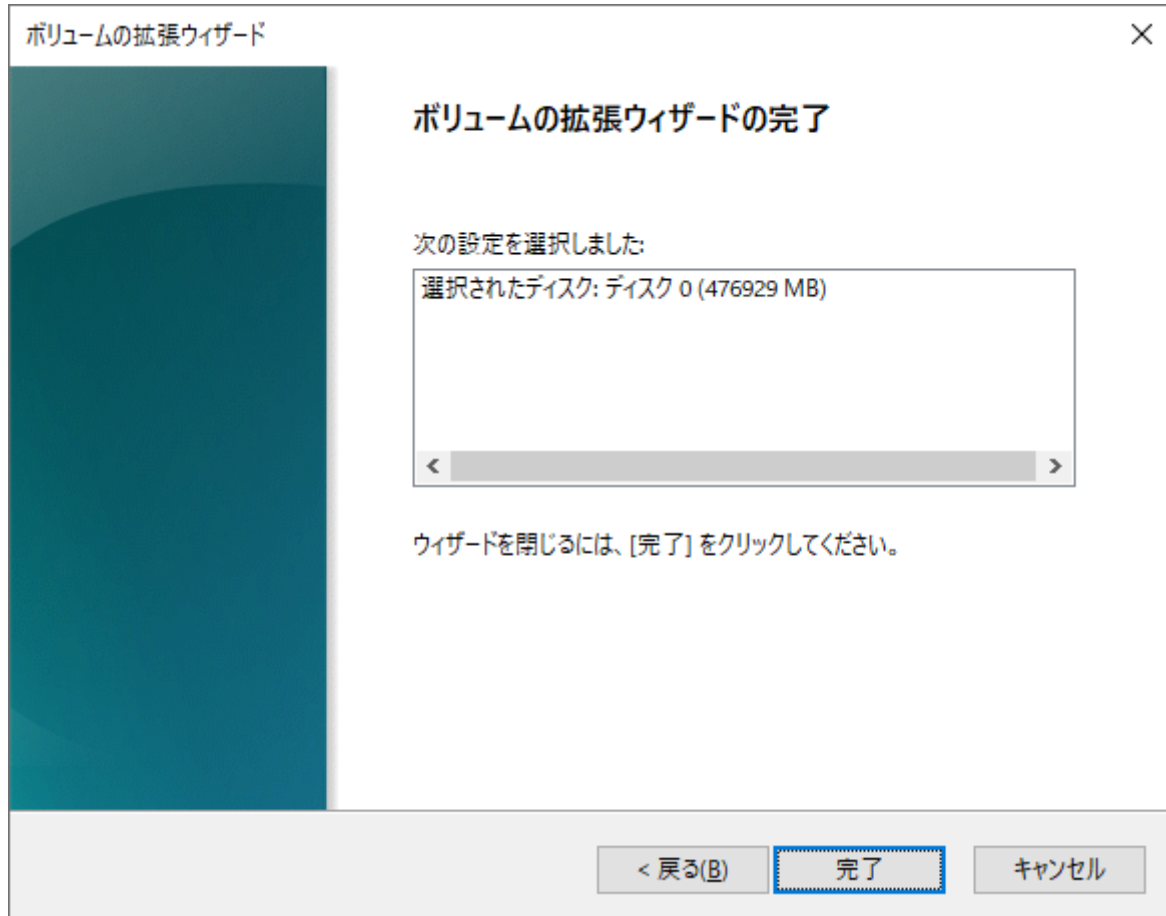 ボリュームの拡張ウィザード
ボリュームの拡張ウィザードの完了
次の設定を選択しました:
選択されたディスク: ディスク 0 (476929 MB)
ウィザードを閉じるには、[完了] をクリックしてください。
< 戻る(B)
完了
キャンセル